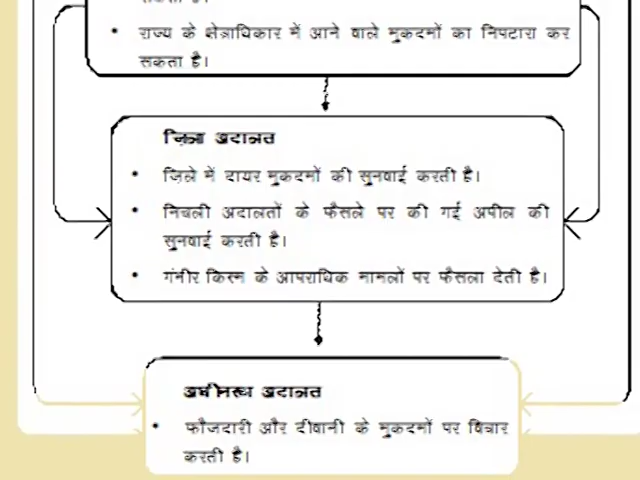 सकता है।
• राज्य के क्षेत्राधिकार में आने वाले मुकदमों का निपटारा कर
सकता है।
जिला अदालत
• जिले में दायर मुकदमों की सुनवाई करती है।
• निचली अदालतों के फैसले पर की गई अपील की
सुनवाई करती है।
• गंभीर किस्म के आपराधिक मामलों पर फैसला देती है।
अधीनस्थ अदालत
• फौजदारी और दीवानी के मुकदमों पर विचार
करती है।